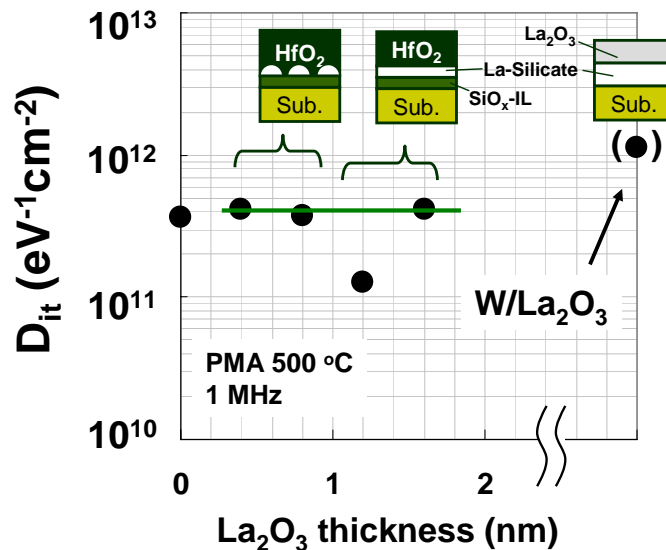 10¹³
HfO₂
HfO₂
La₂O₃
La-Silicate
SiOₓ-IL
Sub.
Sub.
Sub.
10¹²
( )
10¹¹
W/La₂O₃
PMA 500 °C
1 MHz
10¹⁰
0
1
2
Dᵢₜ (eV⁻¹cm⁻²)
La₂O₃ thickness (nm)